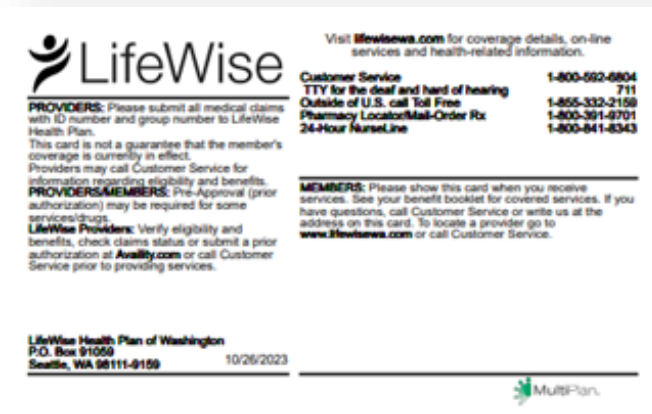 LifeWise
PROVIDERS: Please submit all medical claims
with ID number and group number to LifeWise
Health Plan.
This card is not a guarantee that the member's
coverage is currently in effect.
Providers may call Customer Service for
information regarding eligibility and benefits.
PROVIDERS/MEMBERS: Pre-Approval (prior
authorization) may be required for some
services/drugs.
LifeWise Providers: Verify eligibility and
benefits, check claims status or submit a prior
authorization at Availity.com or call Customer
Service prior to providing services.
LifeWise Health Plan of Washington
P.O. Box 91059
Seattle, WA 98111-9159
10/26/2023
Visit lifewisewa.com for coverage details, on-line
services and health-related information.
Customer Service 1-800-592-6804
TTY for the deaf and hard of hearing 711
Outside of U.S. call Toll Free 1-855-332-2159
Pharmacy Locator/Mail-Order Rx 1-800-391-9701
24-Hour NurseLine 1-800-841-8343
MEMBERS: Please show this card when you receive
services. See your benefit booklet for covered services. If you
have questions, call Customer Service or write us at the
address on this card. To locate a provider go to
www.lifewisewa.com or call Customer Service.
MultiPlan.